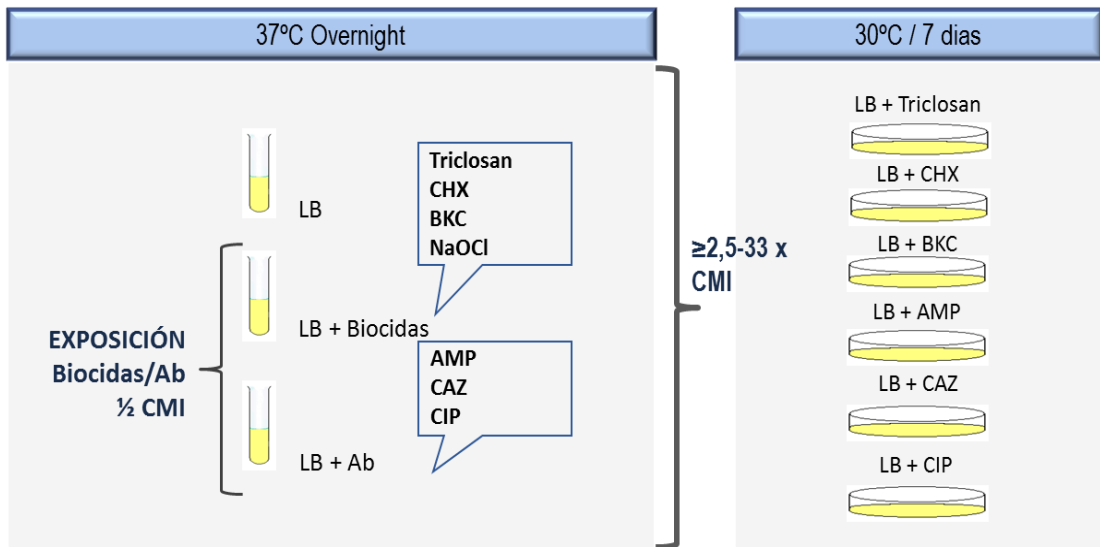 37ºC Overnight
30ºC / 7 dias
LB
EXPOSICIÓN
Biocidas/Ab
½ CMI
LB + Biocidas
LB + Ab
Triclosan
CHX
BKC
NaOCl
AMP
CAZ
CIP
≥2,5-33 x
CMI
LB + Triclosan
LB + CHX
LB + BKC
LB + AMP
LB + CAZ
LB + CIP